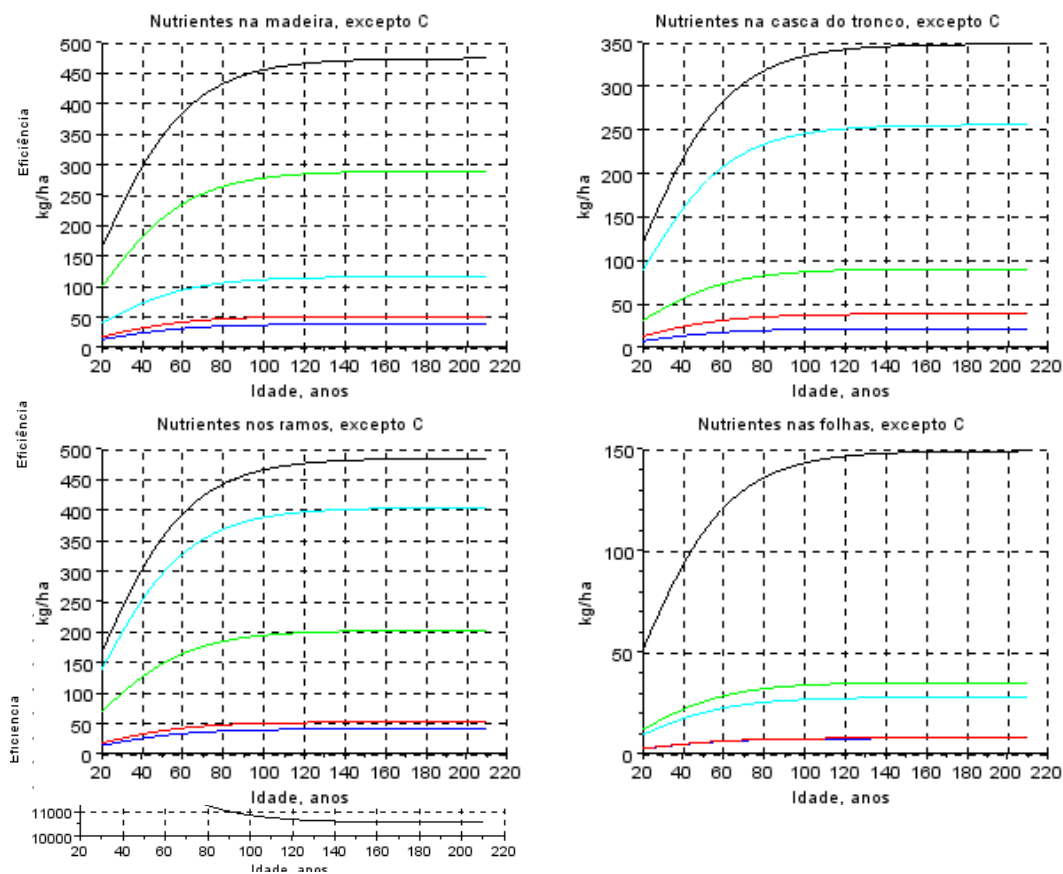 Nutrientes na madeira, excepto C
500
450
400
350
300
250
200
150
100
50
0
Eficiência
kg/ha
20 40 60 80 100 120 140 160 180 200 220
Idade, anos
Nutrientes na casca do tronco, excepto C
350
300
250
200
150
100
50
0
Eficiência
kg/ha
20 40 60 80 100 120 140 160 180 200 220
Idade, anos
Nutrientes nos ramos, excepto C
500
450
400
350
300
250
200
150
100
50
0
Eficiência
kg/ha
Eficiencia
20 40 60 80 100 120 140 160 180 200 220
Idade, anos
Nutrientes nas folhas, excepto C
150
100
50
0
Eficiência
kg/ha
20 40 60 80 100 120 140 160 180 200 220
Idade, anos
11000
10000
20 40 60 80 100 120 140 160 180 200 220
Idade, anos